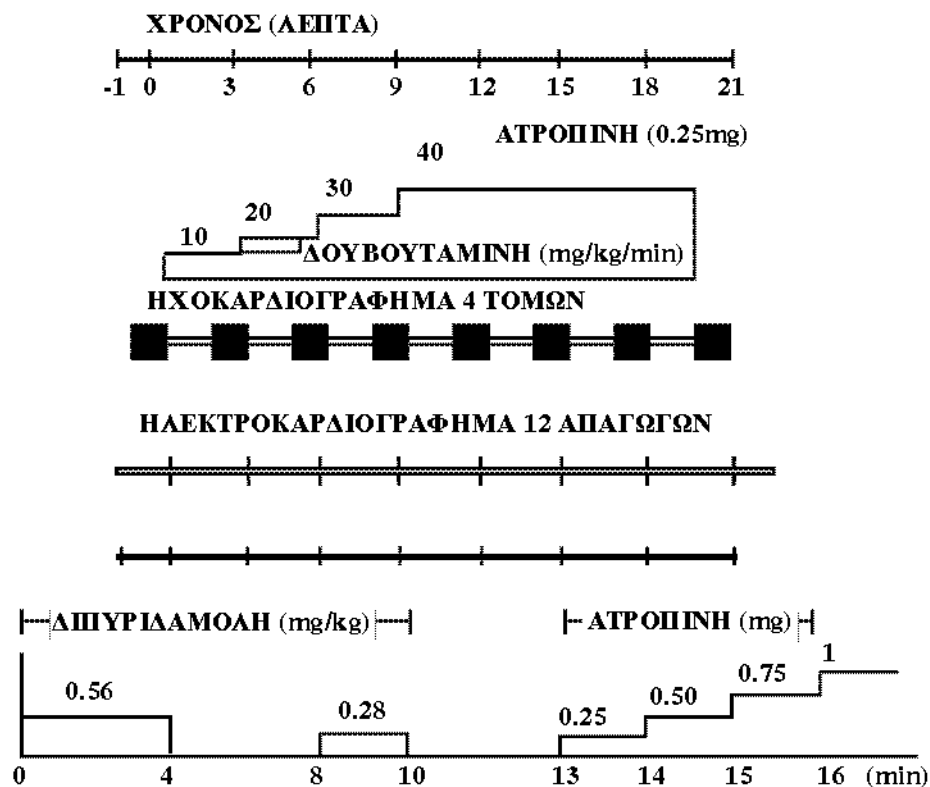 ΧΡΟΝΟΣ (ΛΕΠΤΑ)
-1 0 3 6 9 12 15 18 21
ΑΤΡΟΠΙΝΗ (0.25mg)
40
30
20
10
ΔΟΥΒΟΥΤΑΜΙΝΗ (mg/kg/min)
ΗΧΟΚΑΡΔΙΟΓΡΑΦΗΜΑ 4 ΤΟΜΩΝ
ΗΛΕΚΤΡΟΚΑΡΔΙΟΓΡΑΦΗΜΑ 12 ΑΠΑΓΩΓΩΝ
ΔΙΠΥΡΙΔΑΜΟΛΗ (mg/kg) ΑΤΡΟΠΙΝΗ (mg)
0.56 0.28 0.25 0.50 0.75 1
0 4 8 10 13 14 15 16 (min)